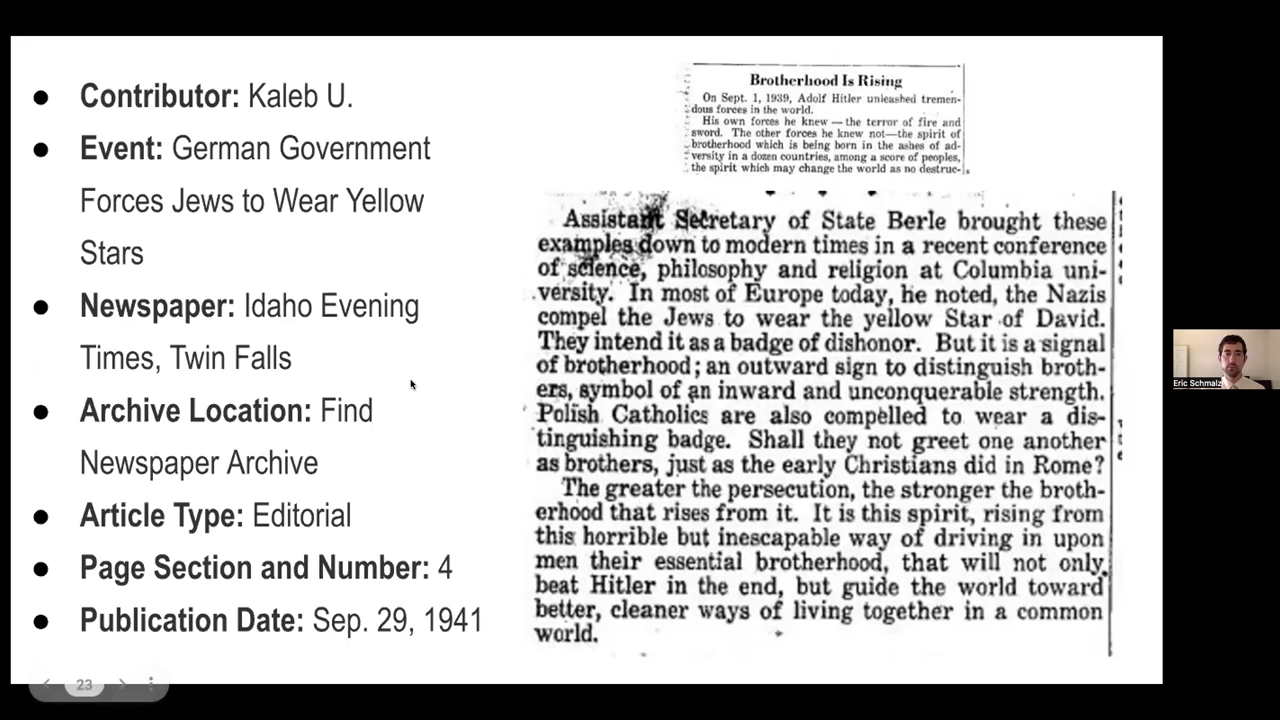 Contributor: Kaleb U.
Event: German Government
Forces Jews to Wear Yellow
Stars
Newspaper: Idaho Evening
Times, Twin Falls
Archive Location: Find
Newspaper Archive
Article Type: Editorial
Page Section and Number: 4
Publication Date: Sep. 29, 1941
23
Brotherhood Is Rising
On Sept. 1, 1939, Adolf Hitler unleashed tremen-
dous forces in the world.
His own forces he knew — the terror of fire and
sword. The other forces he knew not—the spirit of
brotherhood which is being born in the ashes of ad-
versity in a dozen countries, among a score of peoples,
the spirit which may change the world as no destruc-
Assistant Secretary of State Berle brought these
examples down to modern times in a recent conference
of science, philosophy and religion at Columbia uni-
versity. In most of Europe today, he noted, the Nazis
compel the Jews to wear the yellow Star of David.
They intend it as a badge of dishonor. But it is a signal
of brotherhood; an outward sign to distinguish broth-
ers, symbol of an inward and unconquerable strength.
Polish Catholics are also compelled to wear a dis-
tinguishing badge. Shall they not greet one another
as brothers, just as the early Christians did in Rome?
The greater the persecution, the stronger the broth-
erhood that rises from it. It is this spirit, rising from
this horrible but inescapable way of driving in upon
men their essential brotherhood, that will not only
beat Hitler in the end, but guide the world toward
better, cleaner ways of living together in a common
world.
Eric Schmalz